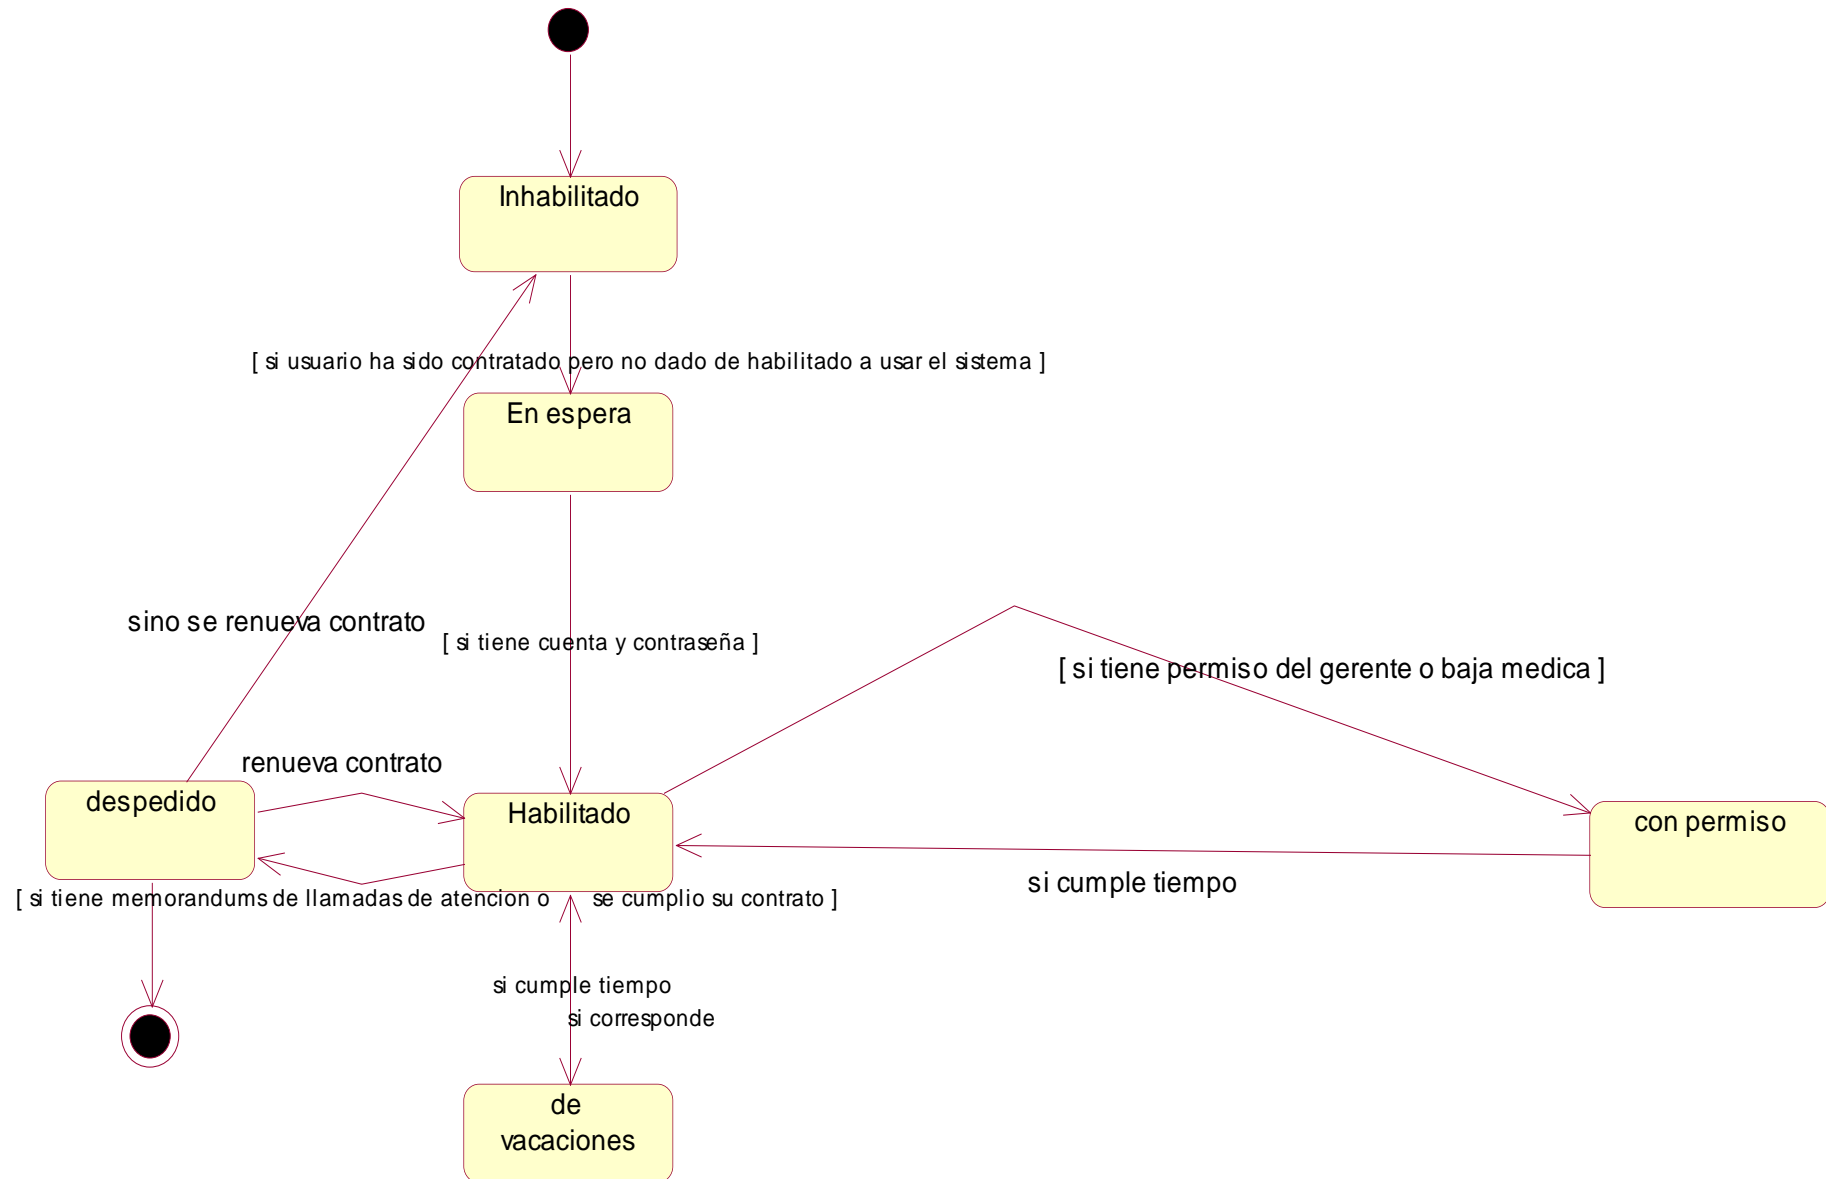 Inhabilitado
[ si usuario ha sido contratado pero no dado de habilitado a usar el sistema ]
En espera
sino se renueva contrato
[ si tiene cuenta y contraseña ]
[ si tiene permiso del gerente o baja medica ]
renueva contrato
despedido
Habilitado
con permiso
si cumple tiempo
[ si tiene memorandums de llamadas de atencion o se cumplio su contrato ]
si cumple tiempo
si corresponde
de
vacaciones